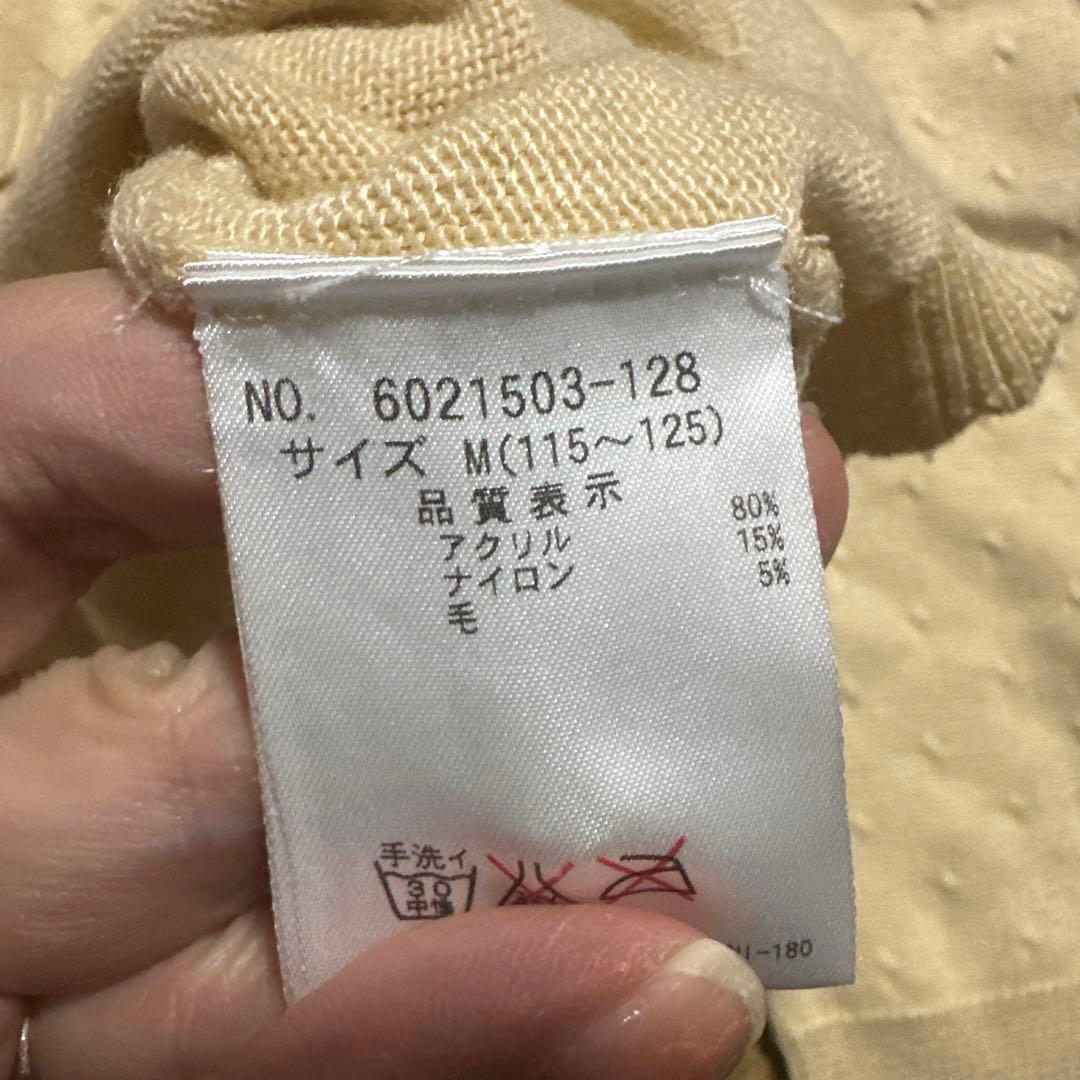 NO. 6021503-128
サイズ M(115～125)
品質表示
アクリル 80%
ナイロン 15%
毛 5%
手洗イ
30
中性
-180